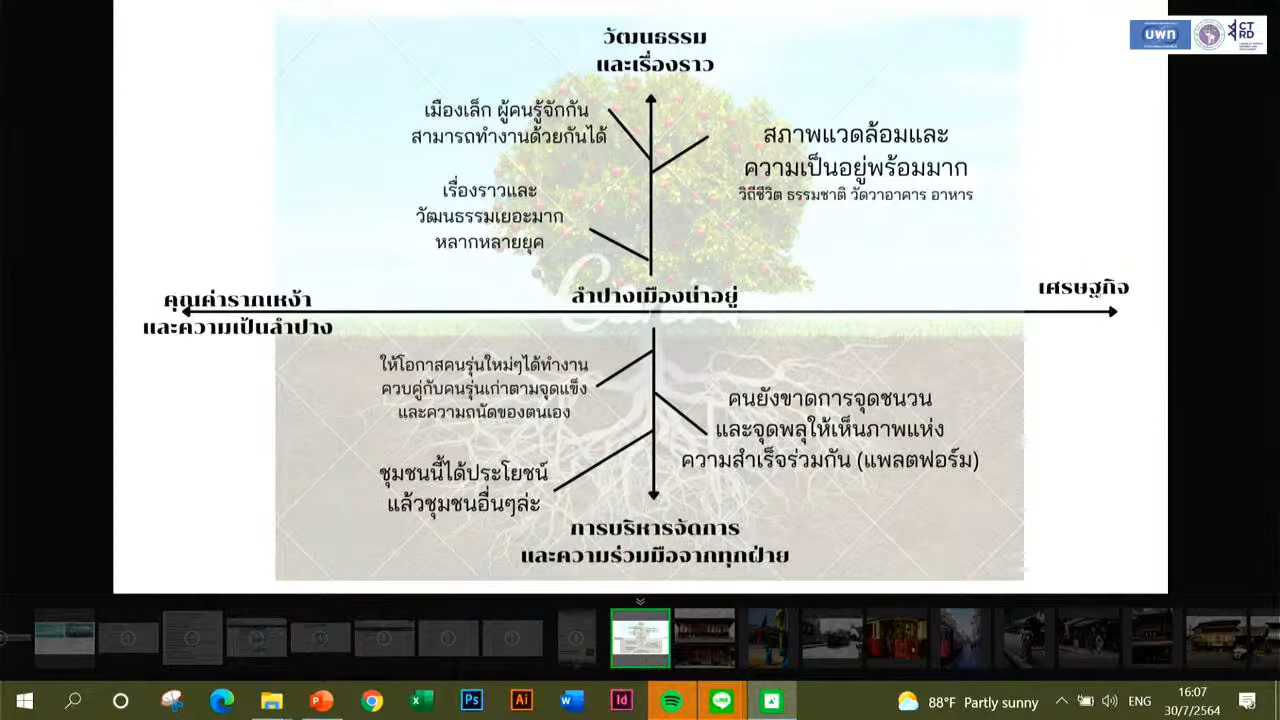 วัฒนธรรม
และเรื่องราว
บพท
CT
RD
เมืองเล็ก ผู้คนรู้จักกัน
สามารถทำงานด้วยกันได้
สภาพแวดล้อมและ
ความเป็นอยู่พร้อมมาก
วิถีชีวิต ธรรมชาติ วัดวาอาคาร อาหาร
เรื่องราวและ
วัฒนธรรมเยอะมาก
หลากหลายยุค
ลำปางเมืองน่าอยู่
เศรษฐกิจ
คุณค่ารากเหง้า
และความเป็นลำปาง
ให้โอกาสคนรุ่นใหม่ๆได้ทำงาน
ควบคู่กับคนรุ่นเก่าตามจุดแข็ง
และความถนัดของตนเอง
คนยังขาดการจุดชนวน
และจุดพลุให้เห็นภาพแห่ง
ความสำเร็จร่วมกัน (แพลตฟอร์ม)
ชุมชนนี้ได้ประโยชน์
แล้วชุมชนอื่นๆล่ะ
การบริหารจัดการ
และความร่วมมือจากทุกฝ่าย
88°F Partly sunny
ENG
16:07
30/7/2564